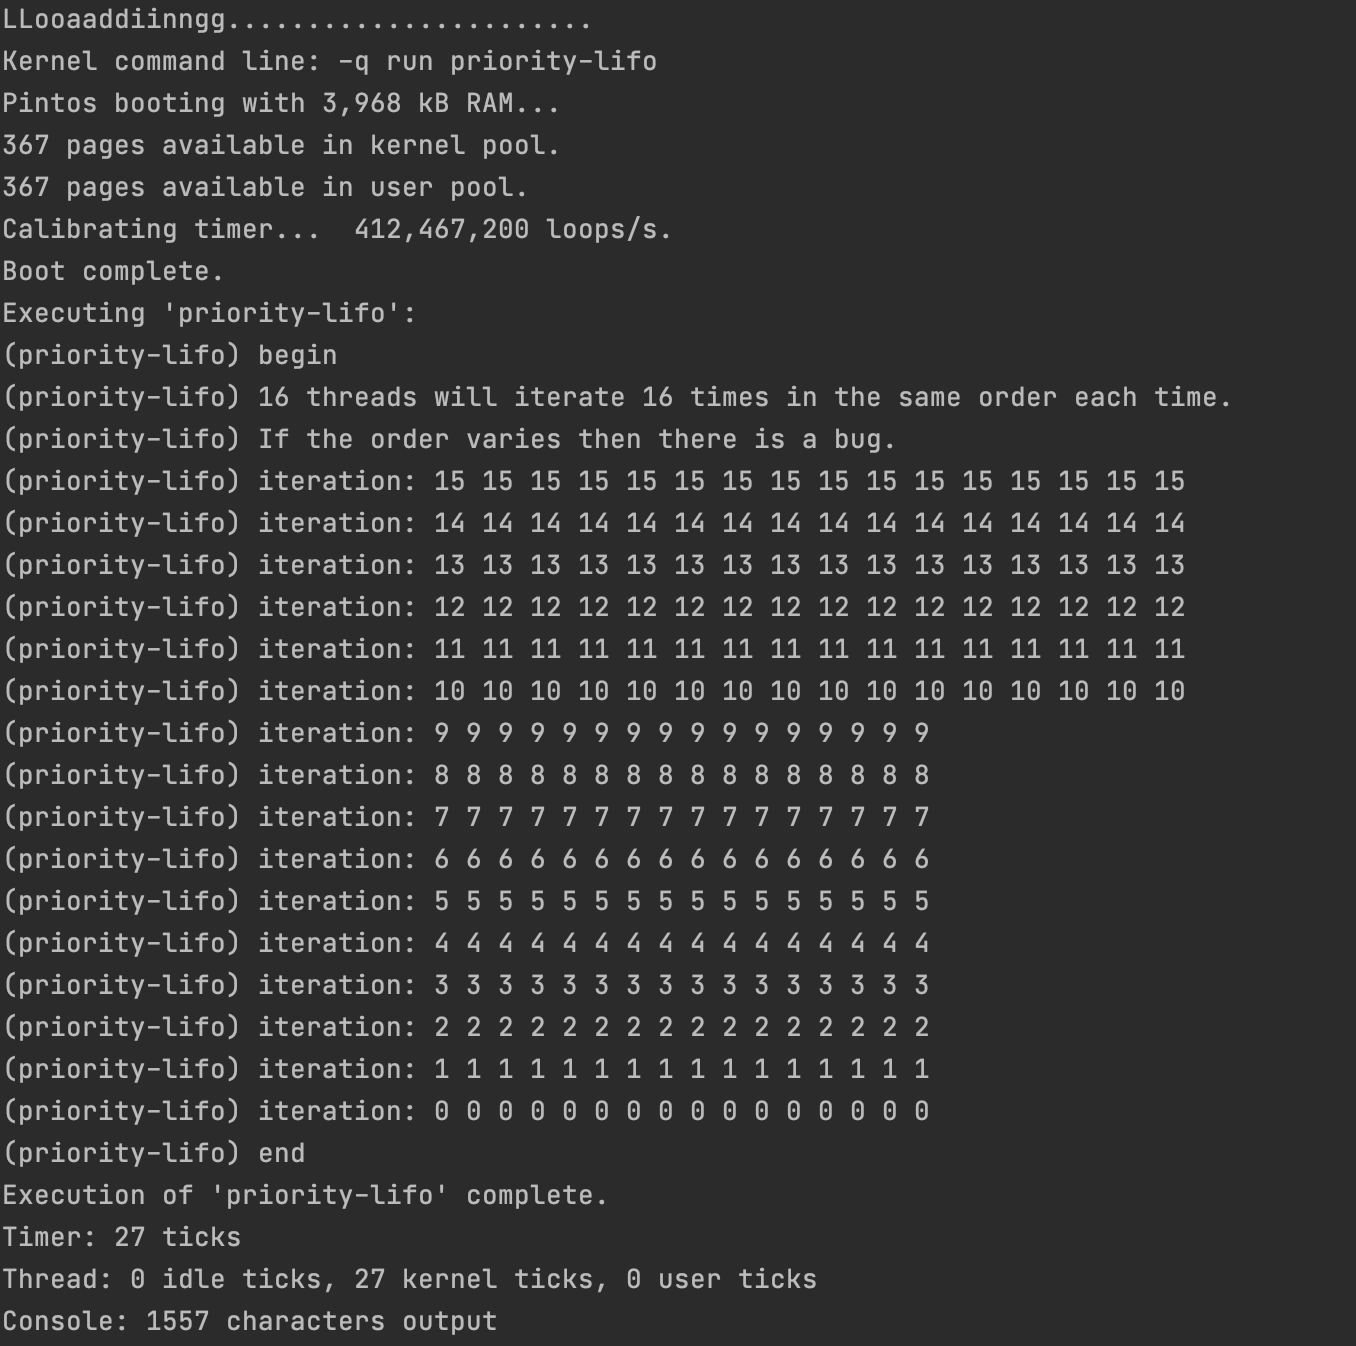 LLooaaddiinngg.......................
Kernel command line: -q run priority-lifo
Pintos booting with 3,968 kB RAM...
367 pages available in kernel pool.
367 pages available in user pool.
Calibrating timer...  412,467,200 loops/s.
Boot complete.
Executing 'priority-lifo':
(priority-lifo) begin
(priority-lifo) 16 threads will iterate 16 times in the same order each time.
(priority-lifo) If the order varies then there is a bug.
(priority-lifo) iteration: 15 15 15 15 15 15 15 15 15 15 15 15 15 15 15 15
(priority-lifo) iteration: 14 14 14 14 14 14 14 14 14 14 14 14 14 14 14 14
(priority-lifo) iteration: 13 13 13 13 13 13 13 13 13 13 13 13 13 13 13 13
(priority-lifo) iteration: 12 12 12 12 12 12 12 12 12 12 12 12 12 12 12 12
(priority-lifo) iteration: 11 11 11 11 11 11 11 11 11 11 11 11 11 11 11 11
(priority-lifo) iteration: 10 10 10 10 10 10 10 10 10 10 10 10 10 10 10 10
(priority-lifo) iteration: 9 9 9 9 9 9 9 9 9 9 9 9 9 9 9 9
(priority-lifo) iteration: 8 8 8 8 8 8 8 8 8 8 8 8 8 8 8 8
(priority-lifo) iteration: 7 7 7 7 7 7 7 7 7 7 7 7 7 7 7 7
(priority-lifo) iteration: 6 6 6 6 6 6 6 6 6 6 6 6 6 6 6 6
(priority-lifo) iteration: 5 5 5 5 5 5 5 5 5 5 5 5 5 5 5 5
(priority-lifo) iteration: 4 4 4 4 4 4 4 4 4 4 4 4 4 4 4 4
(priority-lifo) iteration: 3 3 3 3 3 3 3 3 3 3 3 3 3 3 3 3
(priority-lifo) iteration: 2 2 2 2 2 2 2 2 2 2 2 2 2 2 2 2
(priority-lifo) iteration: 1 1 1 1 1 1 1 1 1 1 1 1 1 1 1 1
(priority-lifo) iteration: 0 0 0 0 0 0 0 0 0 0 0 0 0 0 0 0
(priority-lifo) end
Execution of 'priority-lifo' complete.
Timer: 27 ticks
Thread: 0 idle ticks, 27 kernel ticks, 0 user ticks
Console: 1557 characters output